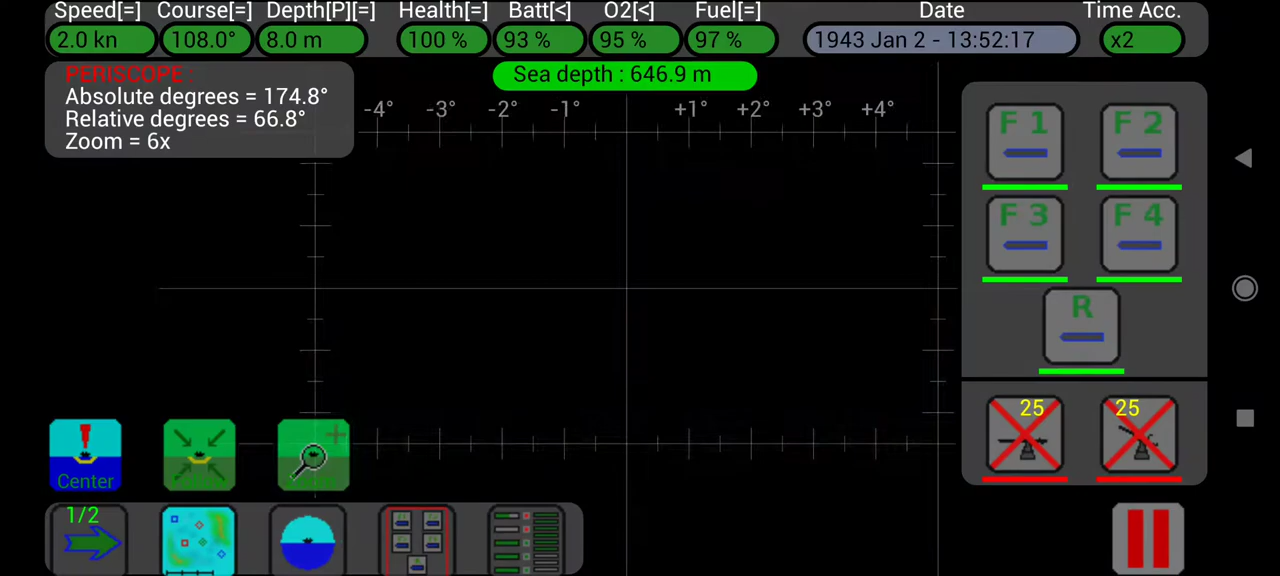 Speed[=] Course[=] Depth[P][=] Health[=] Batt[<] O2[<] Fuel[=] Date Time Acc.
2.0 kn 108.0° 8.0 m 100 % 93 % 95 % 97 % 1943 Jan 2 - 13:52:17 x2
PERISCOPE :
Absolute degrees = 174.8°
Relative degrees = 66.8°
Zoom = 6x
Sea depth : 646.9 m
-4° -3° -2° -1° +1° +2° +3° +4°
F 1 F 2
F 3 F 4
R
25 25
Center
1/2